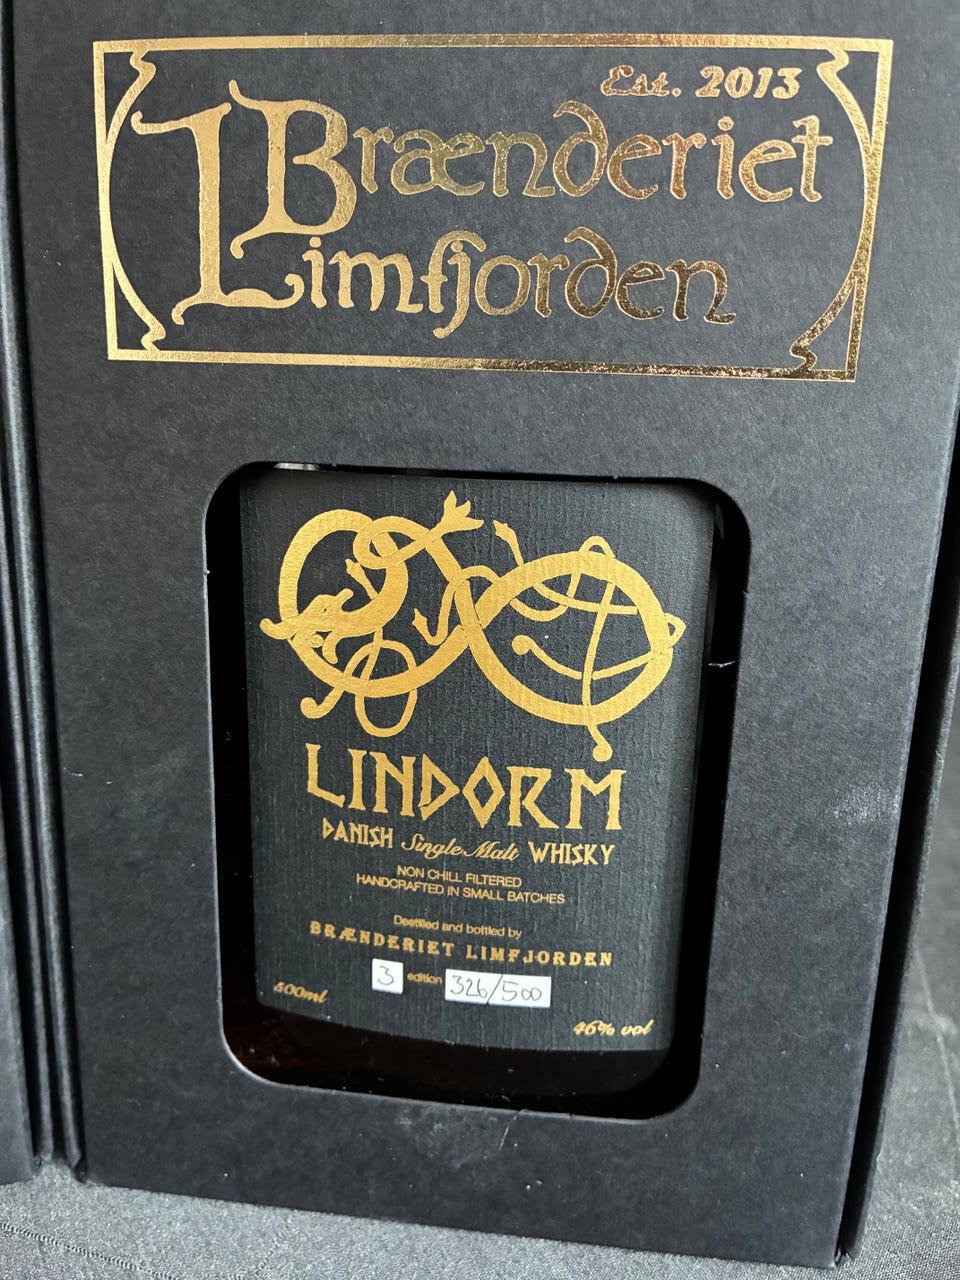 Est. 2013
Brænderiet
Limfjorden
LINDORM
DANISH Single Malt WHISKY
NON CHILL FILTERED
HANDCRAFTED IN SMALL BATCHES
Destilled and bottled by
BRÆNDERIET LIMFJORDEN
3 edition 326/500
500ml
46% vol